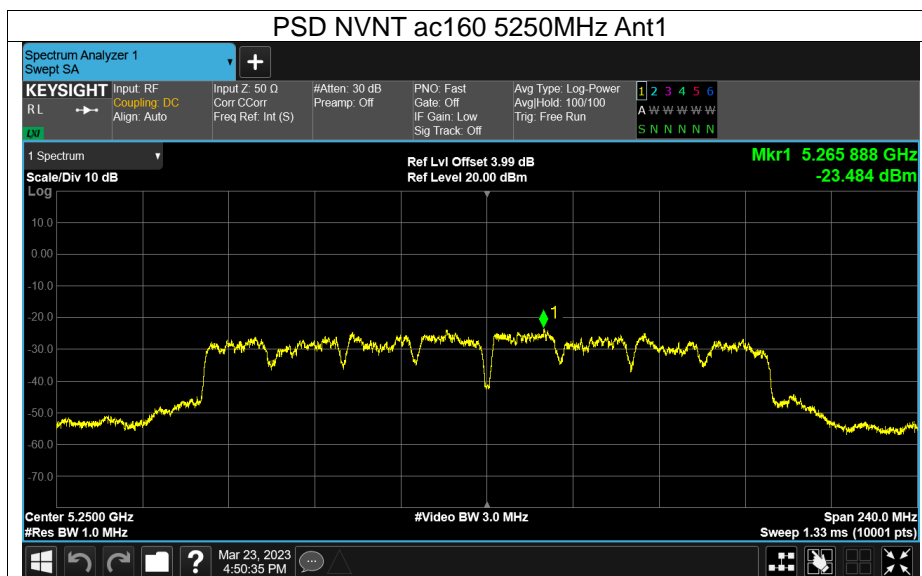 PSD NVNT ac160 5250MHz Ant1
Spectrum Analyzer 1
Swept SA
+
KEYSIGHT
RL
LXI
Input: RF
Coupling: DC
Align: Auto
Input Z: 50 Ω
Corr CCorr
Freq Ref: Int (S)
#Atten: 30 dB
Preamp: Off
PNO: Fast
Gate: Off
IF Gain: Low
Sig Track: Off
Avg Type: Log-Power
Avg|Hold: 100/100
Trig: Free Run
1 2 3 4 5 6
A W W W W W
S N N N N N
1 Spectrum
Scale/Div 10 dB
Log
Ref Lvl Offset 3.99 dB
Ref Level 20.00 dBm
Mkr1 5.265 888 GHz
-23.484 dBm
10.0
0.00
-10.0
-20.0
-30.0
-40.0
-50.0
-60.0
-70.0
1
Center 5.2500 GHz
#Res BW 1.0 MHz
#Video BW 3.0 MHz
Span 240.0 MHz
Sweep 1.33 ms (10001 pts)
?
Mar 23, 2023
4:50:35 PM